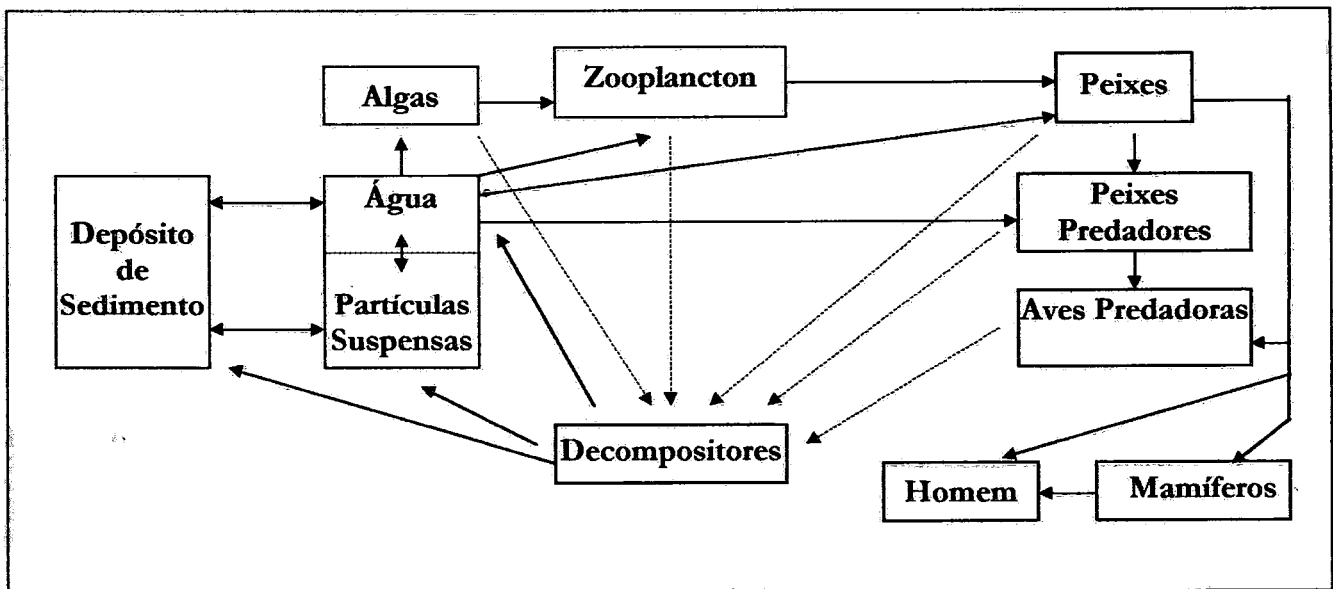 Algas
Zooplancton
Peixes
Depósito
de
Sedimento
Água
Partículas
Suspensas
Peixes
Predadores
Aves Predadoras
Decompositores
Homem
Mamíferos